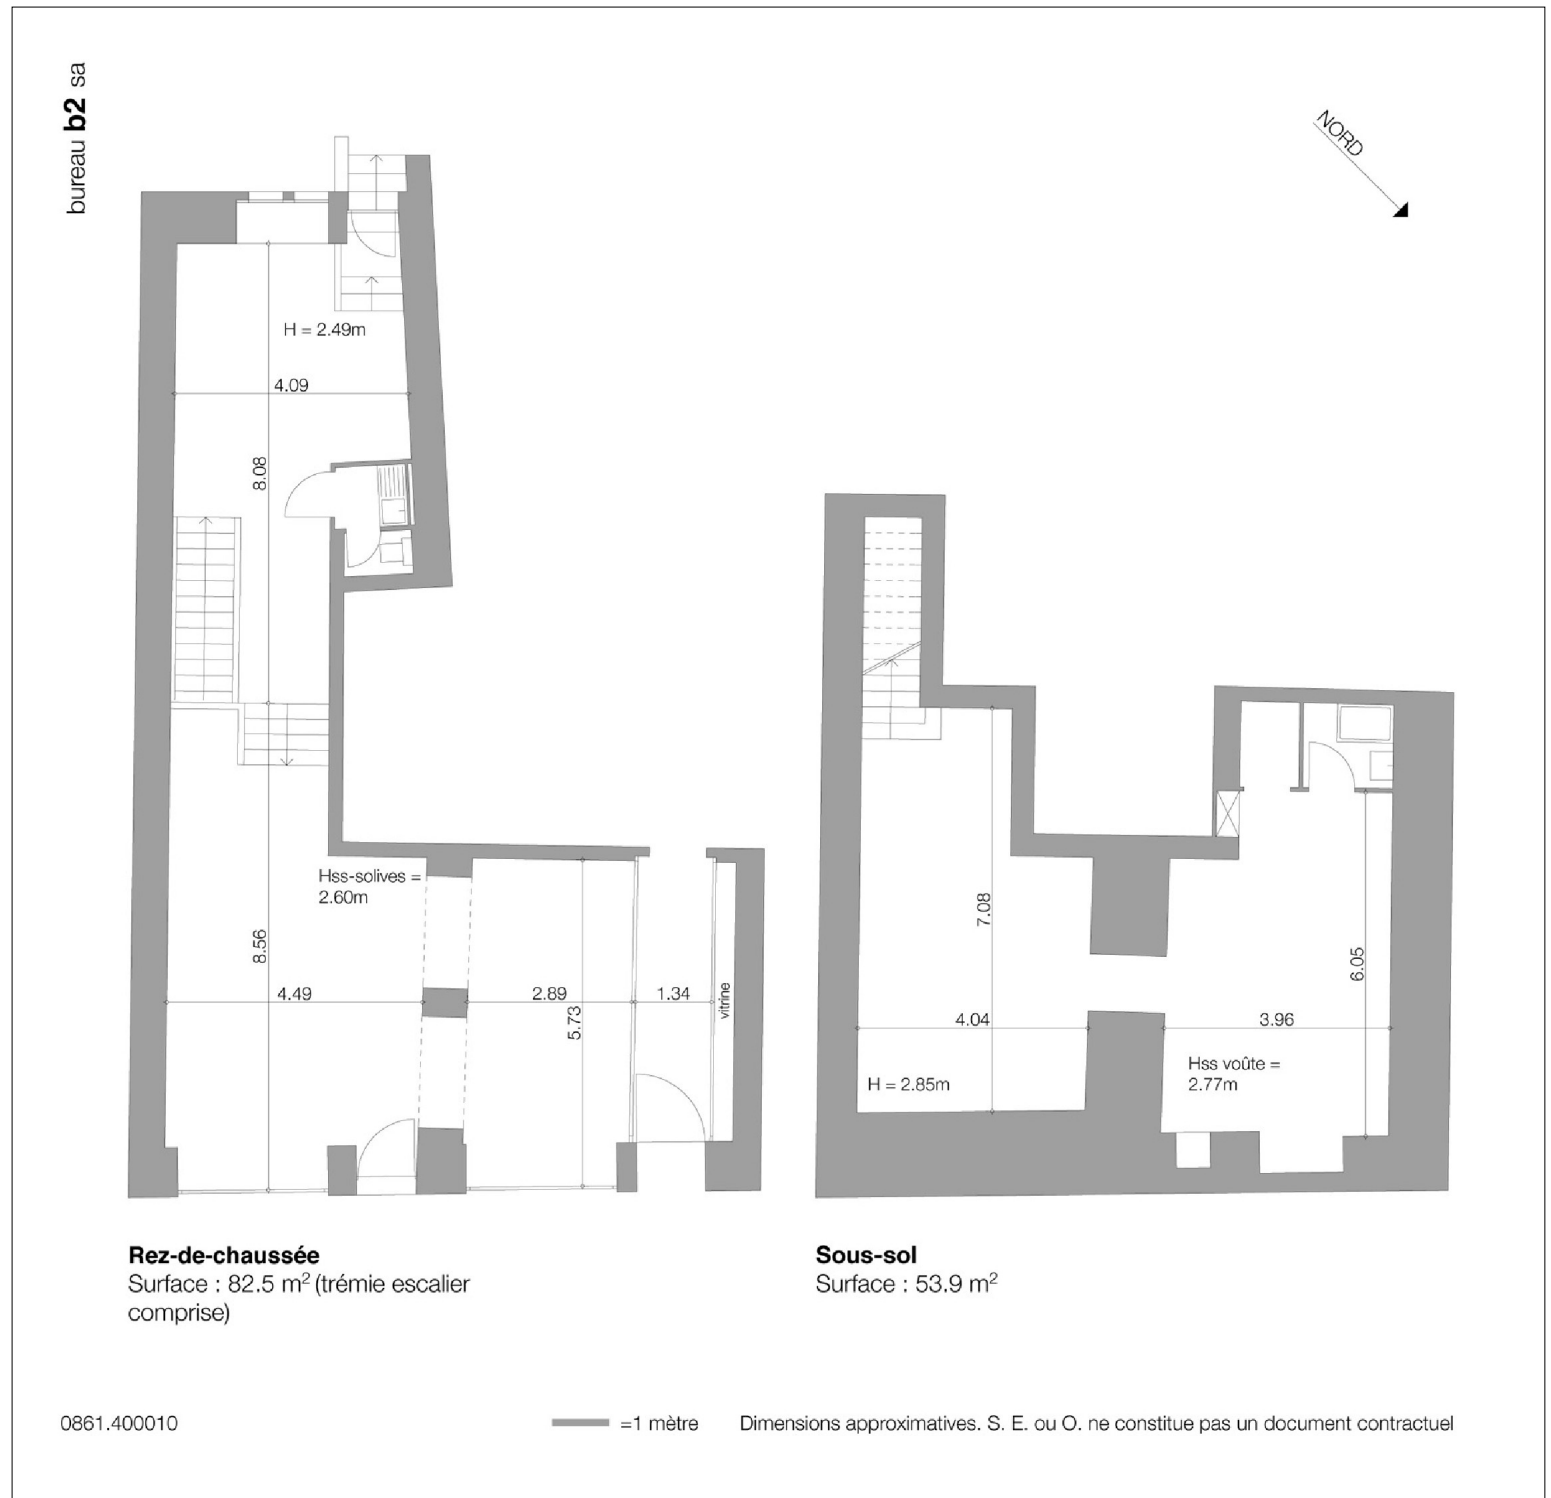 bureau b2 sa
NORD
H = 2.49m
4.09
8.08
Hss-solives =
2.60m
8.56
4.49
2.89
5.73
1.34
vitrine
7.08
4.04
H = 2.85m
6.05
3.96
Hss voûte =
2.77m
Rez-de-chaussée
Surface : 82.5 m² (trémie escalier
comprise)
Sous-sol
Surface : 53.9 m²
0861.400010
=1 mètre
Dimensions approximatives. S. E. ou O. ne constitue pas un document contractuel